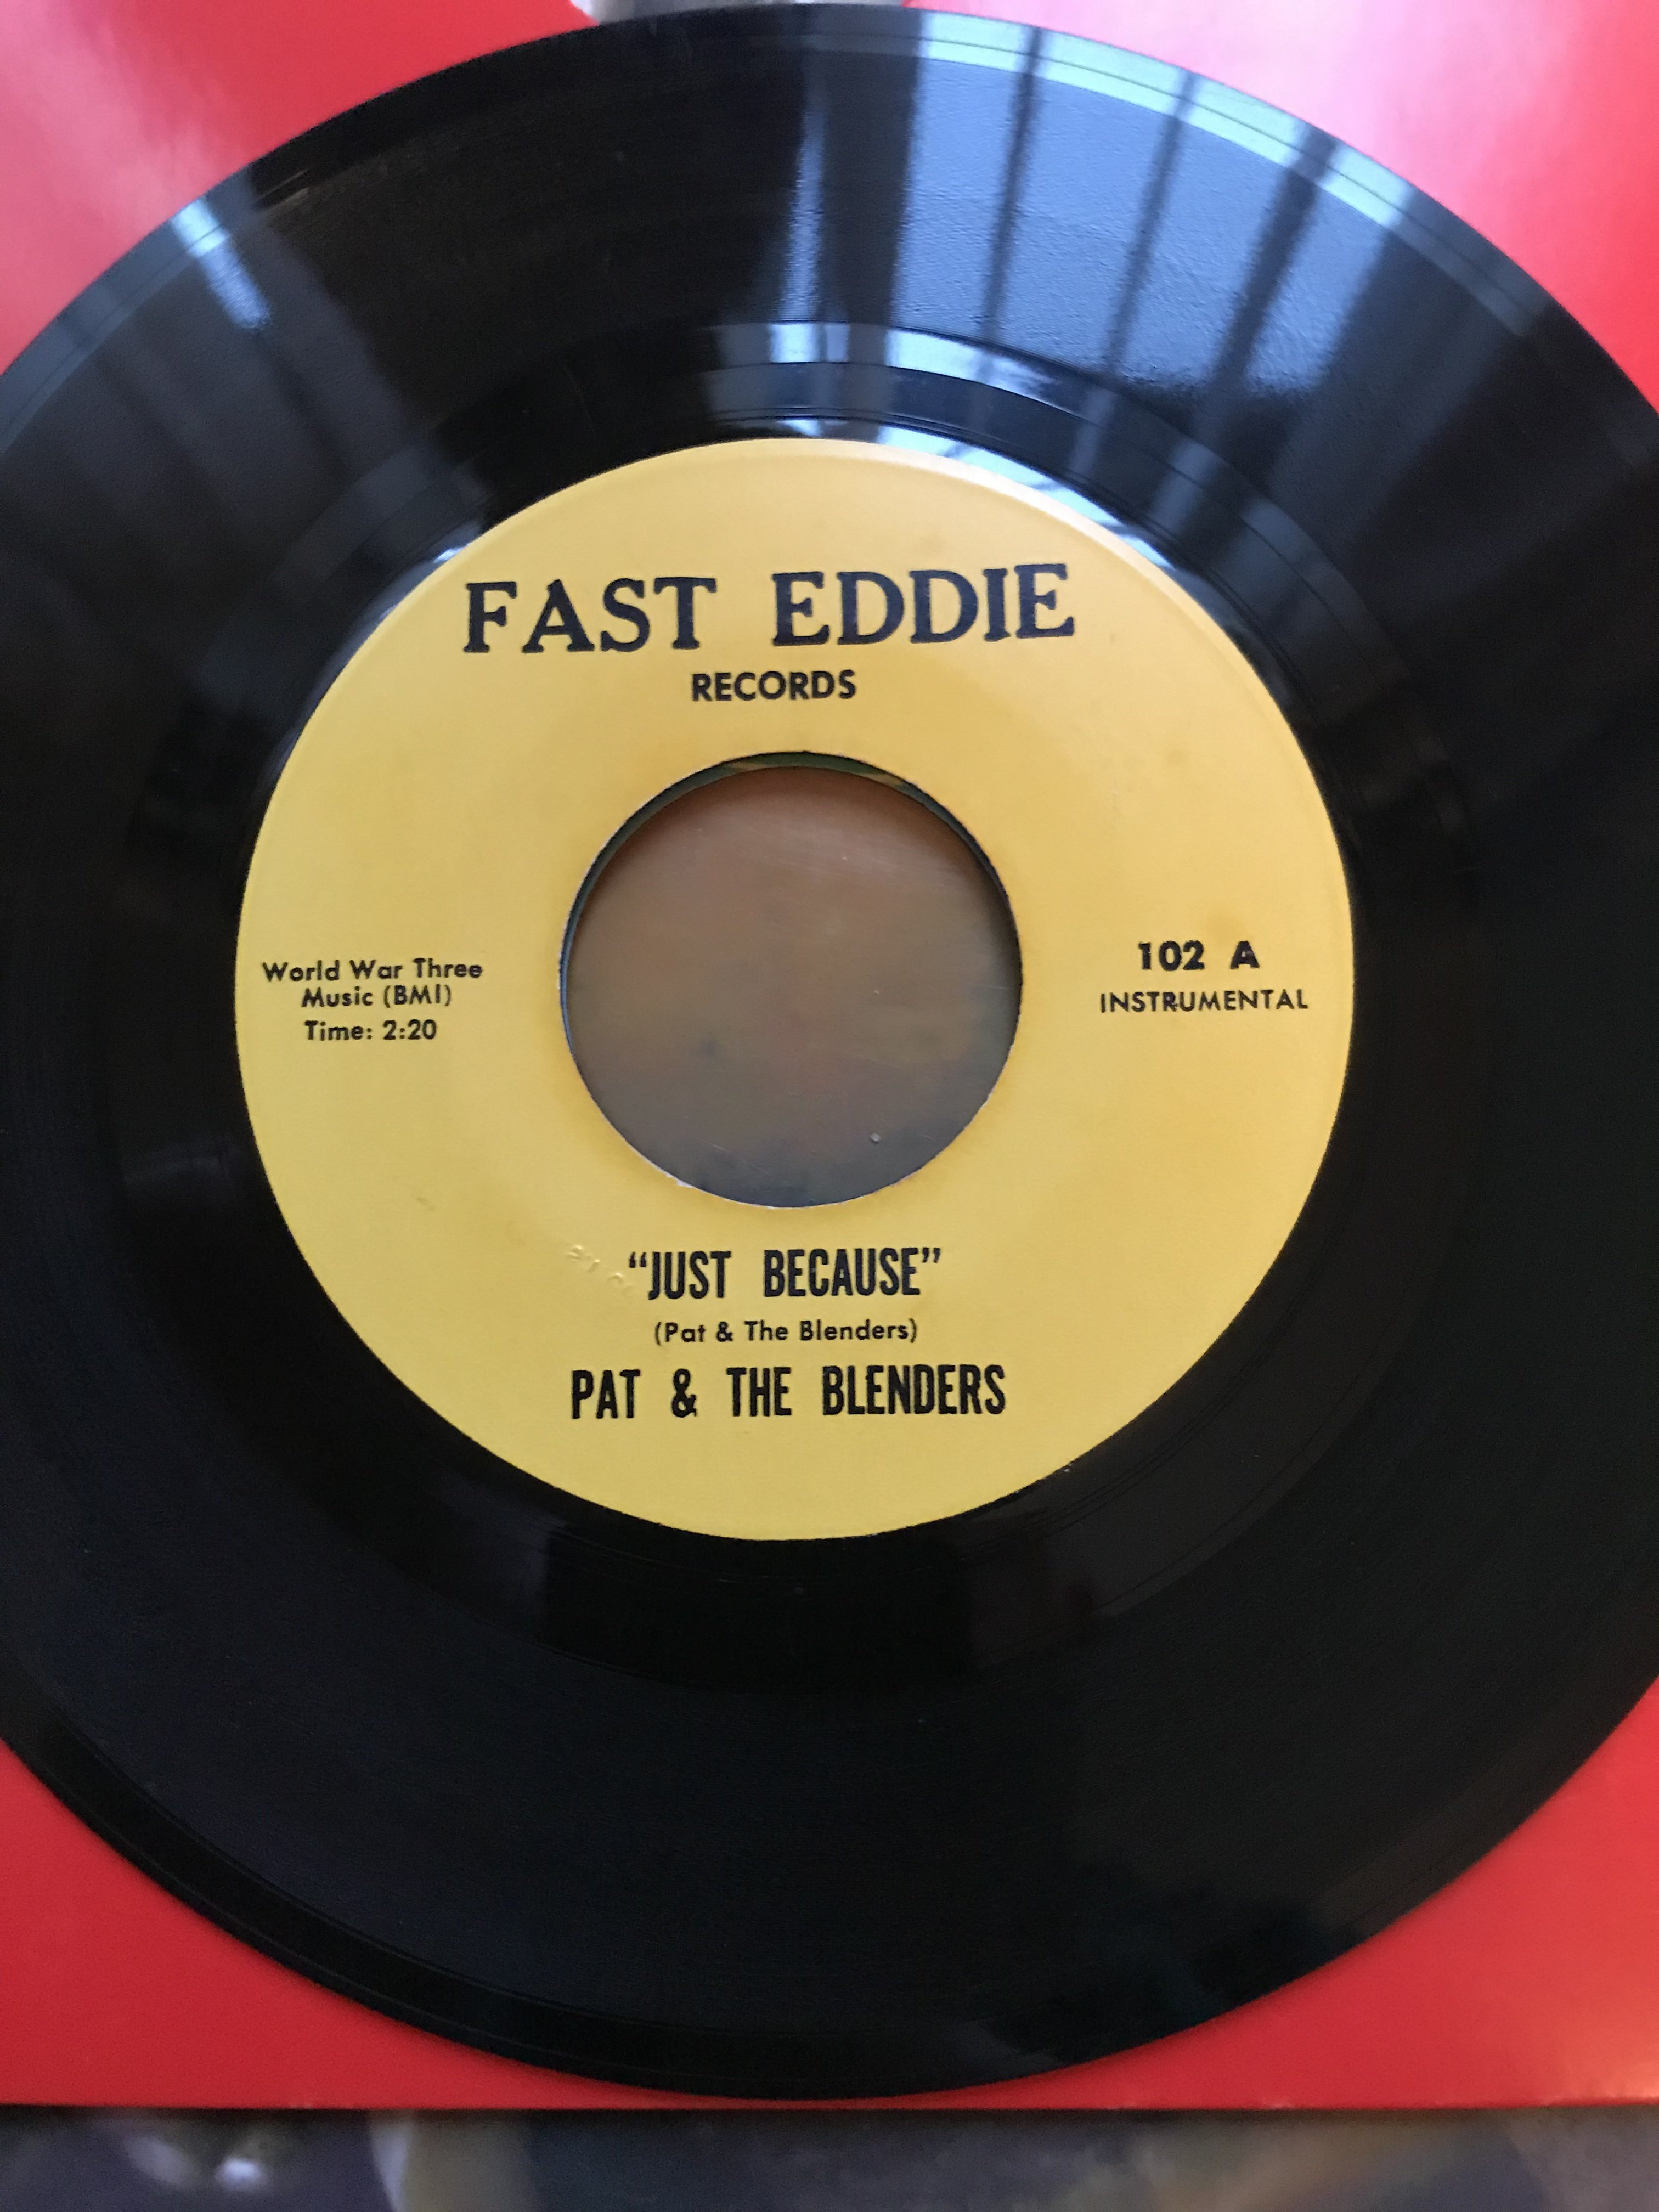 FAST EDDIE
RECORDS
World War Three
Music (BMI)
Time: 2:20
102 A
INSTRUMENTAL
“JUST BECAUSE”
(Pat & The Blenders)
PAT & THE BLENDERS